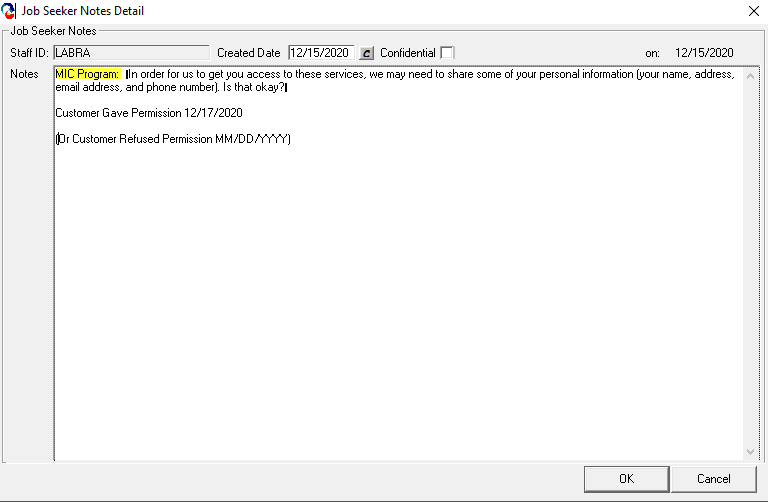 Job Seeker Notes Detail
Job Seeker Notes
Staff ID: LABRA Created Date 12/15/2020 c Confidential on: 12/15/2020
Notes MIC Program: [In order for us to get you access to these services, we may need to share some of your personal information (your name, address,
email address, and phone number). Is that okay?]
Customer Gave Permission 12/17/2020
(Or Customer Refused Permission MM/DD/YYYY)
OK Cancel